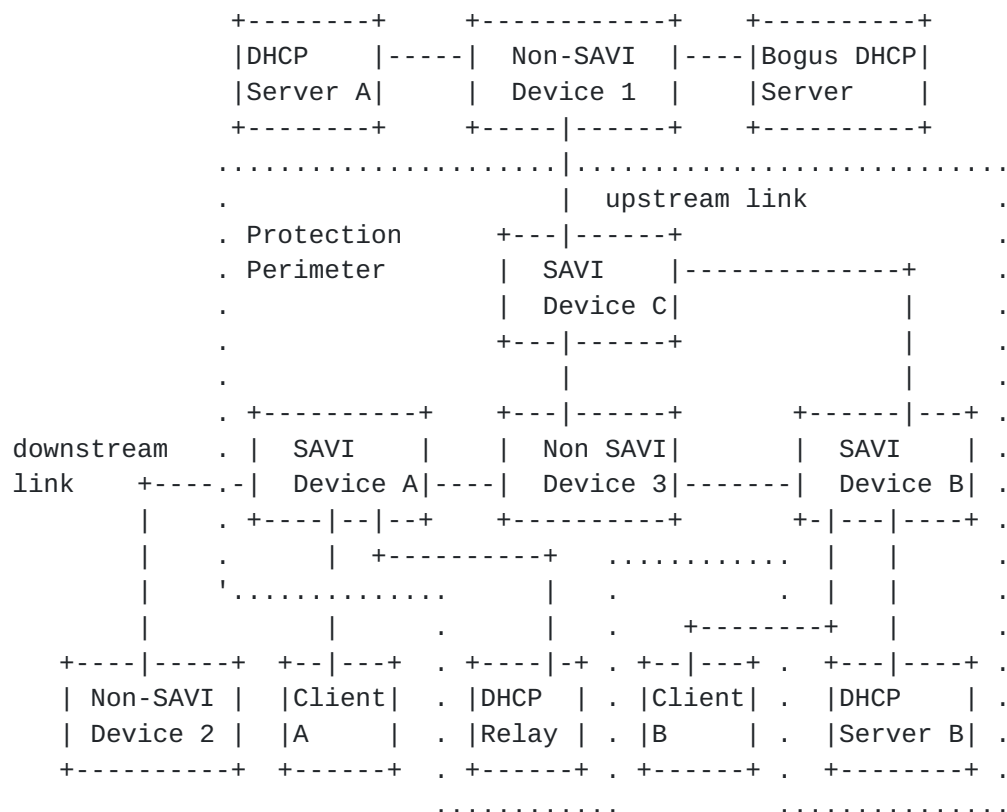 DHCP Non-SAVI Bogus DHCP
Server A Device 1 Server
upstream link
Protection SAVI
Perimeter Device C
downstream SAVI Non SAVI SAVI
link Device A Device 3 Device B
Non-SAVI Client DHCP Client DHCP
Device 2 A Relay B Server B